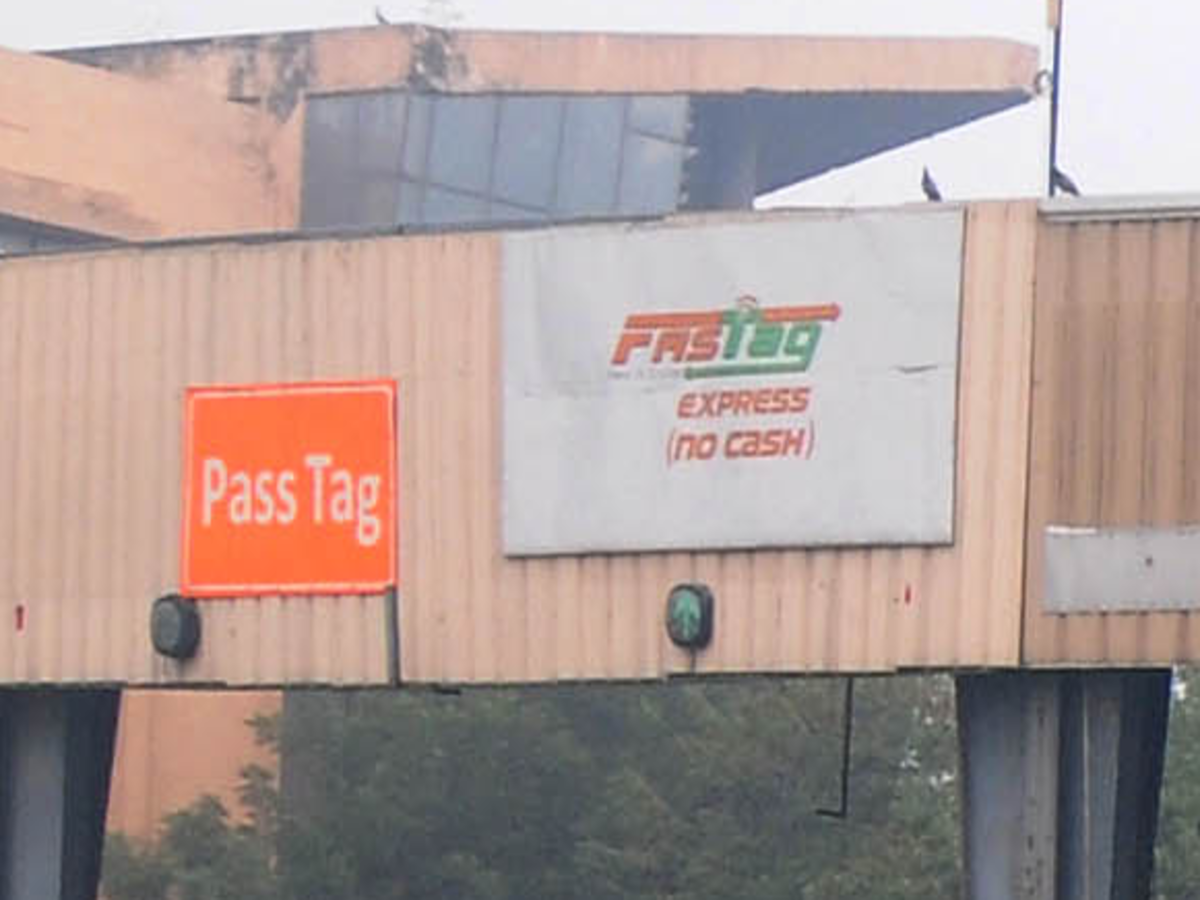 Pass Tag
FASTag
EXPRESS
(NO CASH)